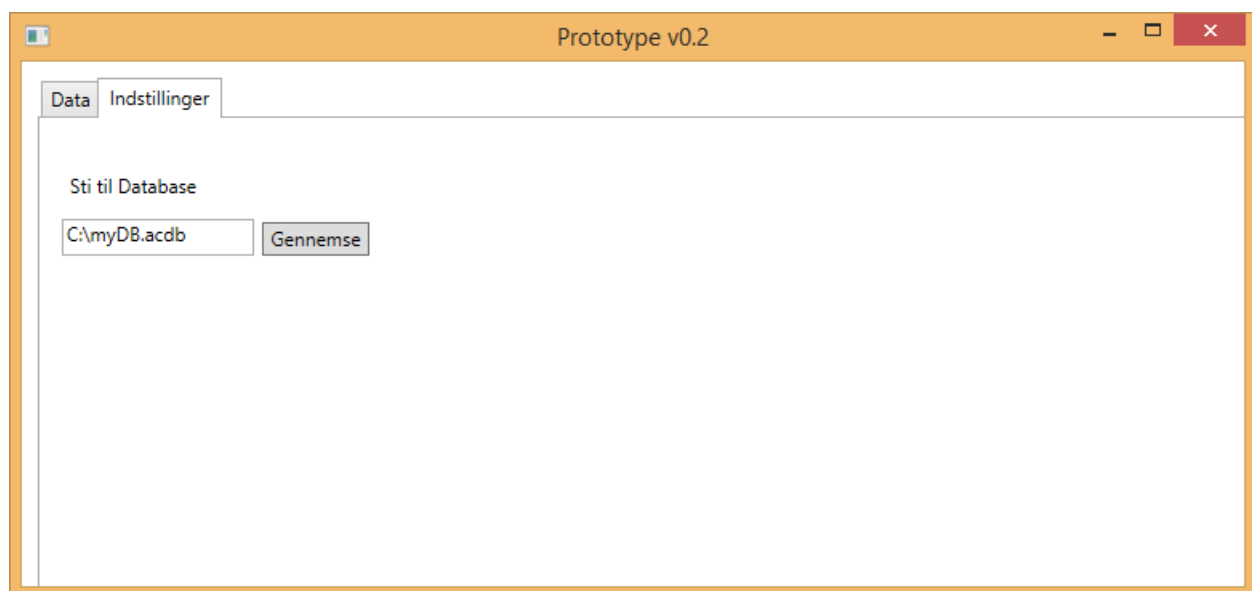 Prototype v0.2
Data Indstillinger
Sti til Database
C:\myDB.acdb Gennemse